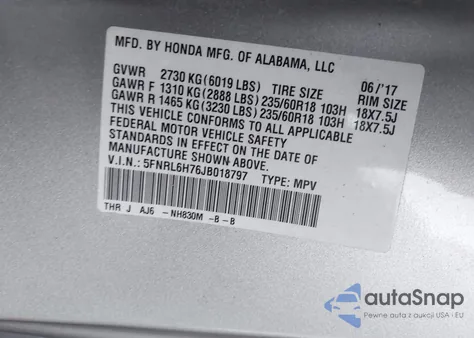 MFD. BY HONDA MFG. OF ALABAMA, LLC 06/'17
GVWR 2730 KG(6019 LBS) TIRE SIZE RIM SIZE
GAWR F 1310 KG(2888 LBS) 235/60R18 103H 18X7.5J
GAWR R 1465 KG(3230 LBS) 235/60R18 103H 18X7.5J
THIS VEHICLE CONFORMS TO ALL APPLICABLE
FEDERAL MOTOR VEHICLE SAFETY
STANDARDS IN EFFECT ON THE DATE OF
MANUFACTURE SHOWN ABOVE.
V.I.N.: 5FNRL6H76JB018797 TYPE: MPV
THR J AJ6 -NH830M -B -B
autoSnap
Pewne auta z aukcji USA i EU